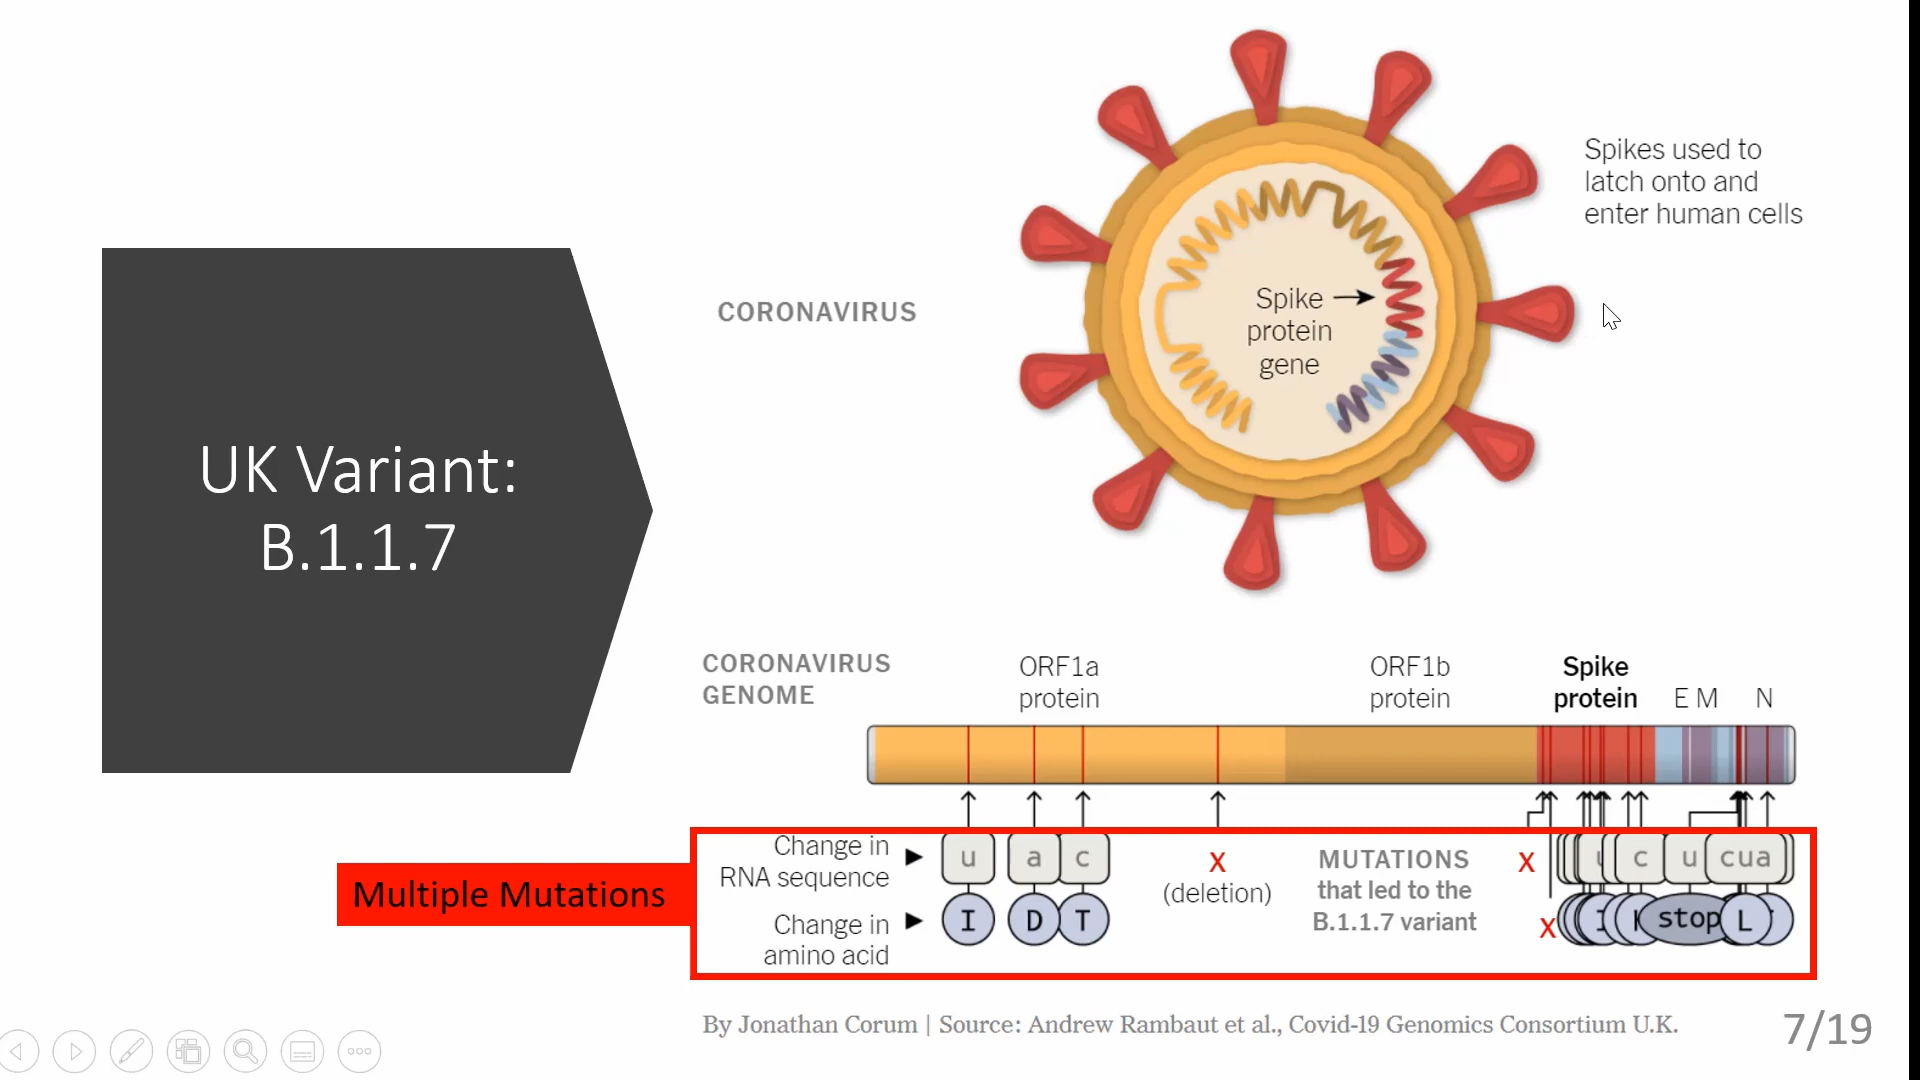 UK Variant:
B.1.1.7
CORONAVIRUS
Spikes used to
latch onto and
enter human cells
Spike
protein
gene
CORONAVIRUS
GENOME
ORF1a
protein
ORF1b
protein
Spike
protein
E M
N
Multiple Mutations
Change in
RNA sequence
u
a
c
X
(deletion)
MUTATIONS
that led to the
B.1.1.7 variant
X
c
u
cua
Change in
amino acid
I
D
T
X
stop
L
By Jonathan Corum | Source: Andrew Rambaut et al., Covid-19 Genomics Consortium U.K.
7/19